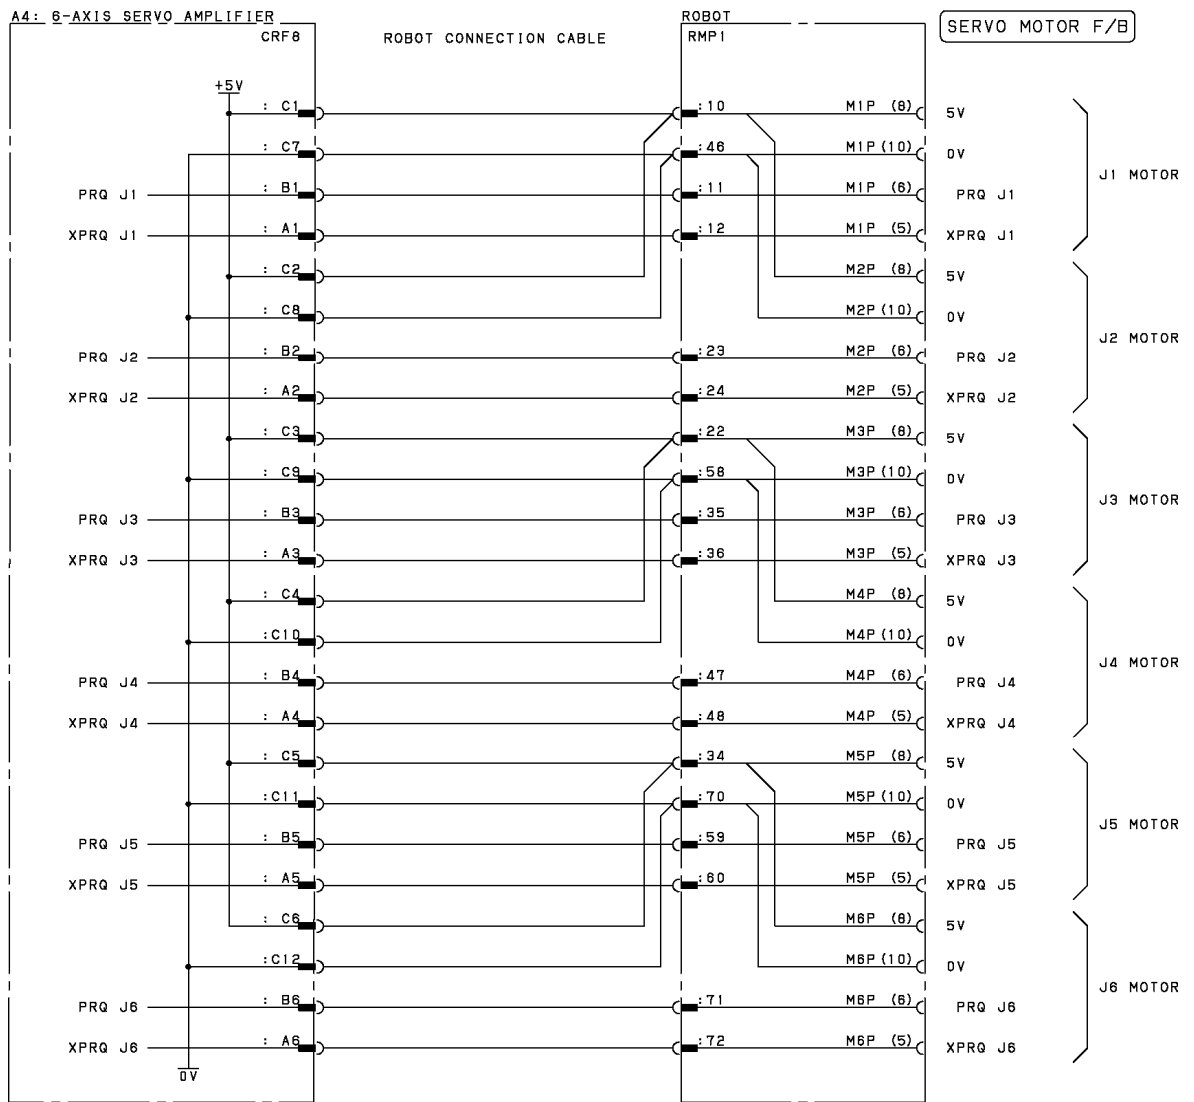 A4: 6-AXIS SERVO AMPLIFIER ROBOT SERVO MOTOR F/B
CRF8 ROBOT CONNECTION CABLE RMP1
+5V
: C1 :10 M1P (8) 5V
: C7 :46 M1P (10) 0V
J1 MOTOR
PRQ J1 : B1 :11 M1P (6) PRQ J1
XPRQ J1 : A1 :12 M1P (5) XPRQ J1
: C2 M2P (8) 5V
: C8 M2P (10) 0V
J2 MOTOR
PRQ J2 : B2 :23 M2P (6) PRQ J2
XPRQ J2 : A2 :24 M2P (5) XPRQ J2
: C3 :22 M3P (8) 5V
: C9 :58 M3P (10) 0V
J3 MOTOR
PRQ J3 : B3 :35 M3P (6) PRQ J3
XPRQ J3 : A3 :36 M3P (5) XPRQ J3
: C4 M4P (8) 5V
:C10 M4P (10) 0V
J4 MOTOR
PRQ J4 : B4 :47 M4P (6) PRQ J4
XPRQ J4 : A4 :48 M4P (5) XPRQ J4
: C5 :34 M5P (8) 5V
:C11 :70 M5P (10) 0V
J5 MOTOR
PRQ J5 : B5 :59 M5P (6) PRQ J5
XPRQ J5 : A5 :60 M5P (5) XPRQ J5
: C6 M6P (8) 5V
:C12 M6P (10) 0V
J6 MOTOR
PRQ J6 : B6 :71 M6P (6) PRQ J6
XPRQ J6 : A6 :72 M6P (5) XPRQ J6
0V